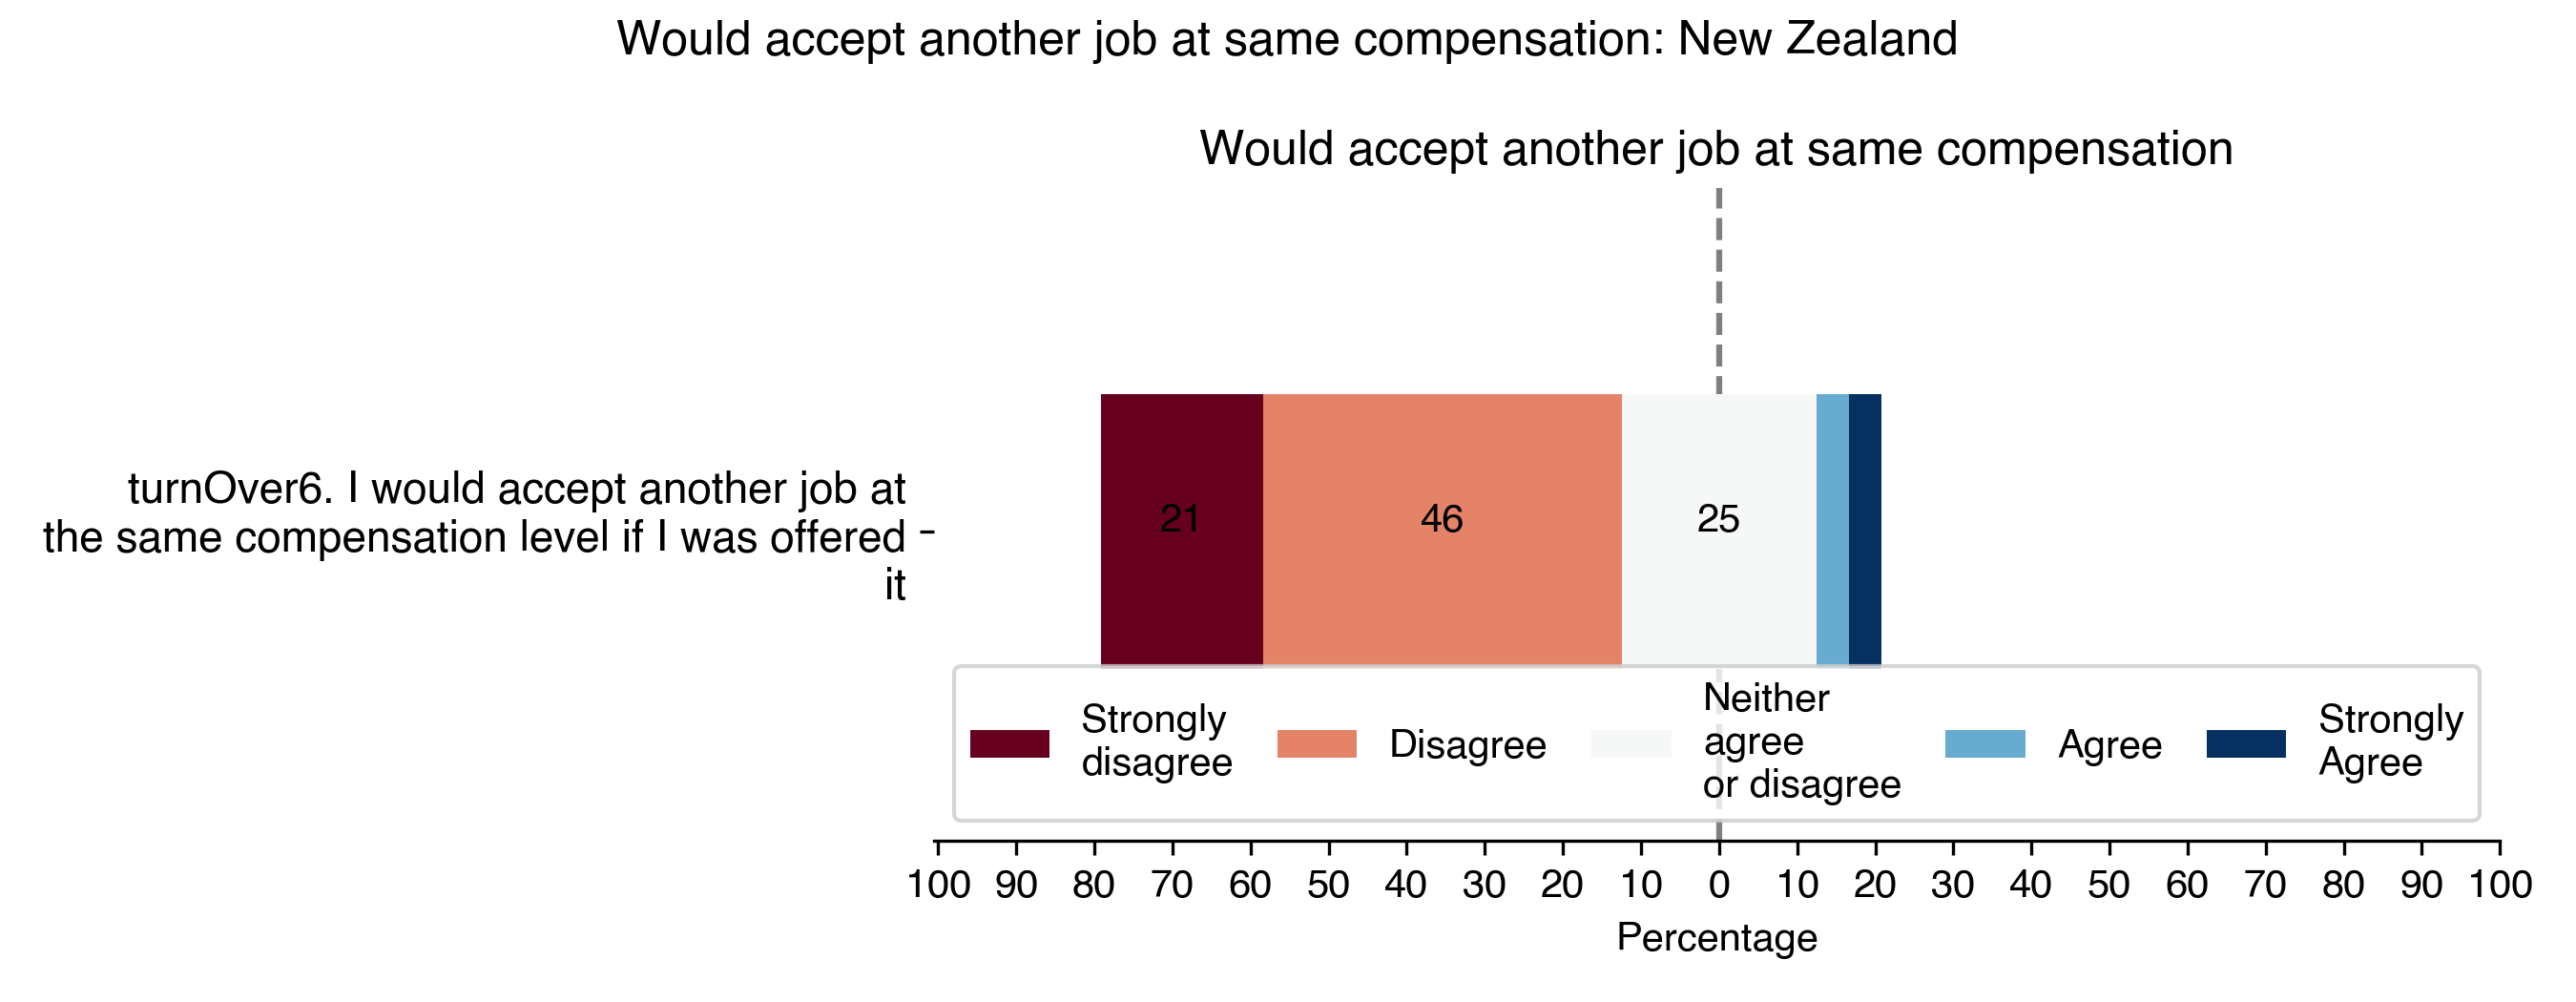 Would accept another job at same compensation: New Zealand
Would accept another job at same compensation
turnOver6. I would accept another job at
the same compensation level if I was offered
it
21 46 25
Strongly
disagree
Disagree
Neither
agree
or disagree
Agree
Strongly
Agree
100 90 80 70 60 50 40 30 20 10 0 10 20 30 40 50 60 70 80 90 100
Percentage